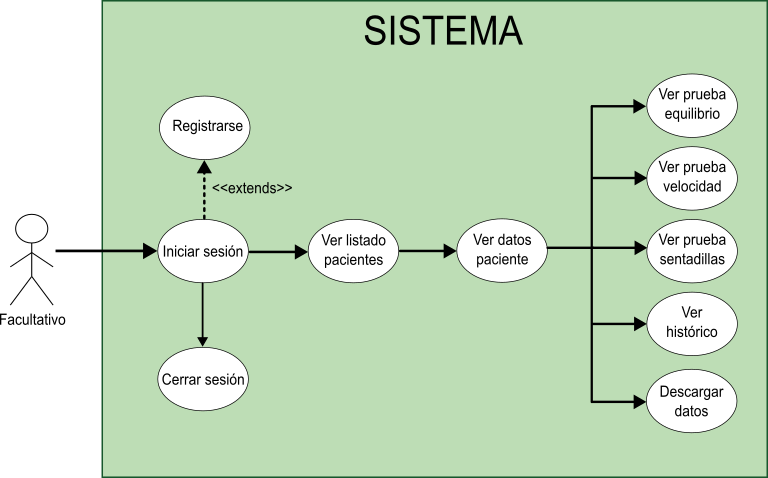 SISTEMA
Registrarse
<<extends>>
Facultativo
Iniciar sesión
Cerrar sesión
Ver listado
pacientes
Ver datos
paciente
Ver prueba
equilibrio
Ver prueba
velocidad
Ver prueba
sentadillas
Ver
histórico
Descargar
datos